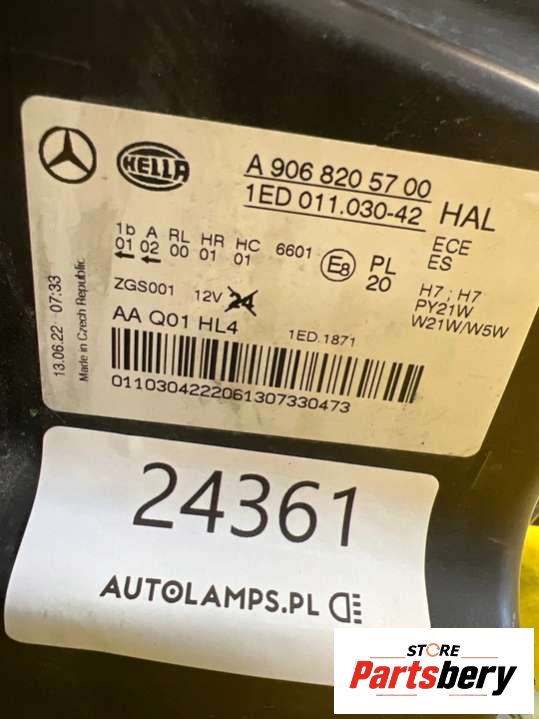 HELLA
A 906 820 57 00
1ED 011.030-42 HAL
1b A RL HR HC 6601
01 02 00 01 01
E8
PL
20
ECE
ES
H7 ; H7
PY21W
W21W/W5W
ZGS001 12V 24
AA Q01 HL4
1ED.1871
13.06.22 - 07:33
Made in Czech Republic
0110304222061307330473
24361
AUTOLAMPS.PL
STORE
Partsbery